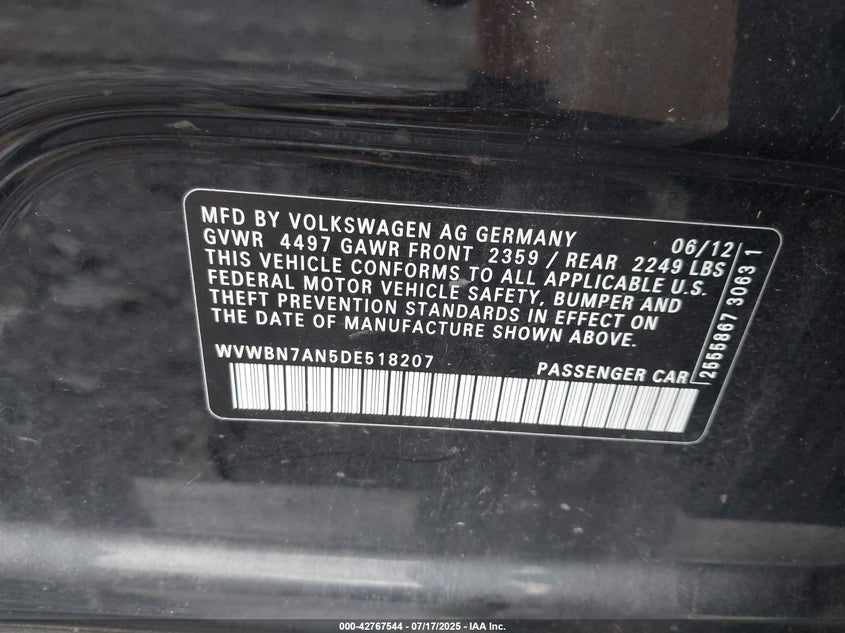 MFD BY VOLKSWAGEN AG GERMANY 06/12
GVWR 4497 GAWR FRONT 2359 / REAR 2249 LBS
THIS VEHICLE CONFORMS TO ALL APPLICABLE U.S.
FEDERAL MOTOR VEHICLE SAFETY, BUMPER AND
THEFT PREVENTION STANDARDS IN EFFECT ON
THE DATE OF MANUFACTURE SHOWN ABOVE.
WVWBN7AN5DE518207
PASSENGER CAR
2555867 3063 1
000-42767544 - 07/17/2025 - IAA Inc.